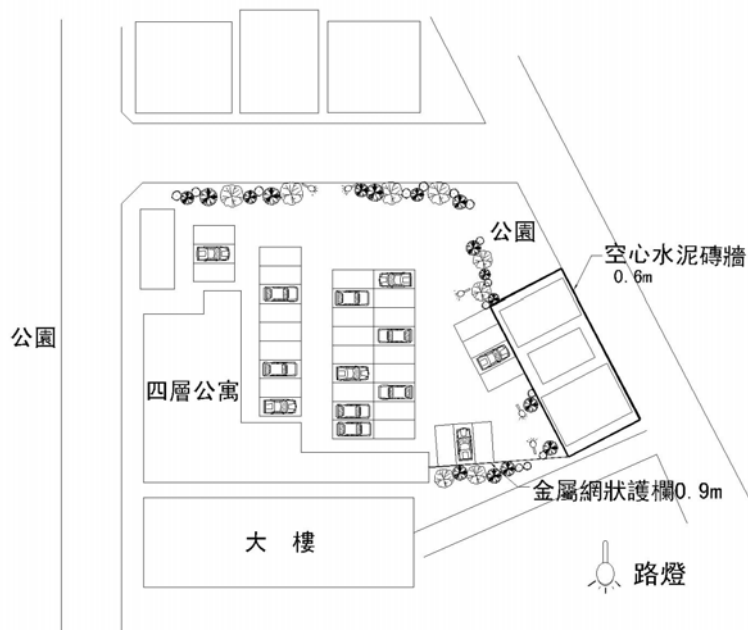 公園
空心水泥磚牆
0.6m
公園
四層公寓
金屬網狀護欄0.9m
大 樓
路燈